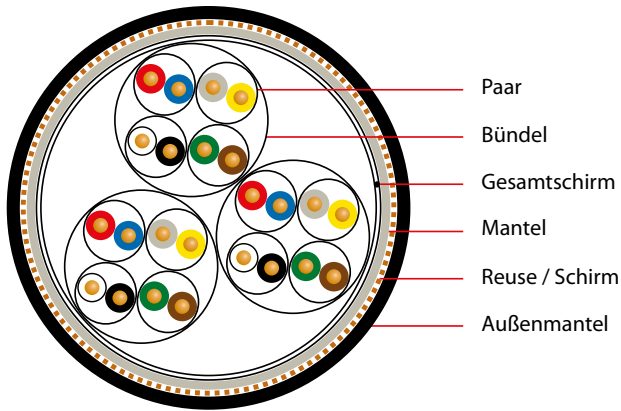 Paar
Bündel
Gesamtschirm
Mantel
Reuse / Schirm
Außenmantel